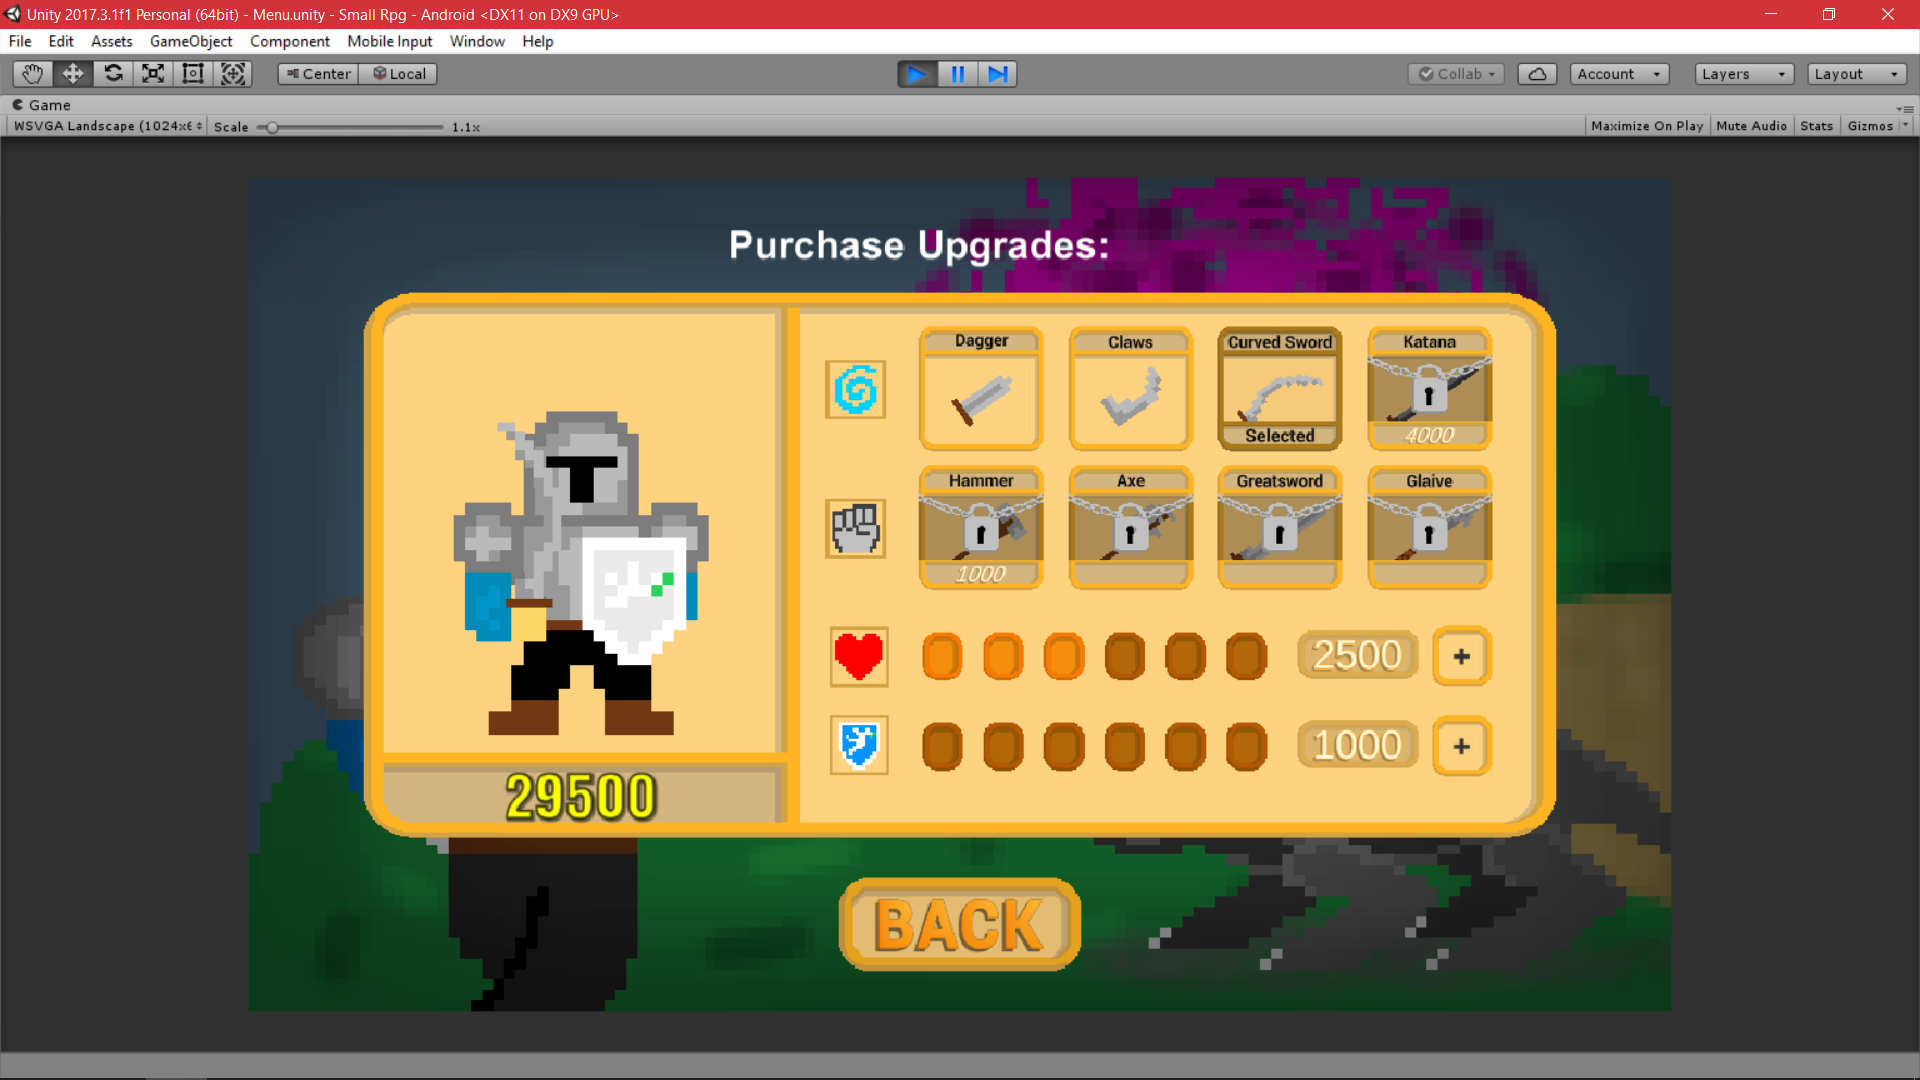 Unity 2017.3.1f1 Personal (64bit) - Menu.unity - Small Rpg - Android <DX11 on DX9 GPU>
File Edit Assets GameObject Component Mobile Input Window Help
Center Local Collab Account Layers Layout
Game
WSVGA Landscape (1024x6 Scale 1.1x Maximize On Play Mute Audio Stats Gizmos
Purchase Upgrades:
Dagger Claws Curved Sword Katana
Selected 4000
Hammer Axe Greatsword Glaive
1000
2500 +
1000 +
29500
BACK